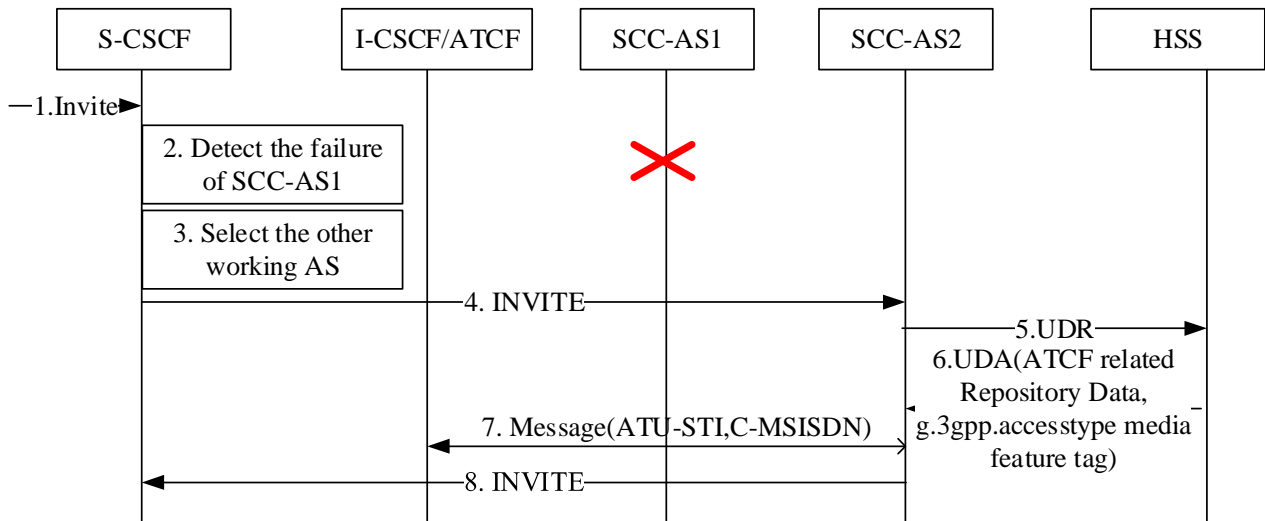 S-CSCF
I-CSCF/ATCF
SCC-AS1
SCC-AS2
HSS
1.Invite
2. Detect the failure
of SCC-AS1
3. Select the other
working AS
4. INVITE
5.UDR
6.UDA(ATCF related
Repository Data,
g.3gpp.accesstype media
feature tag)
7. Message(ATU-STI,C-MSISDN)
8. INVITE